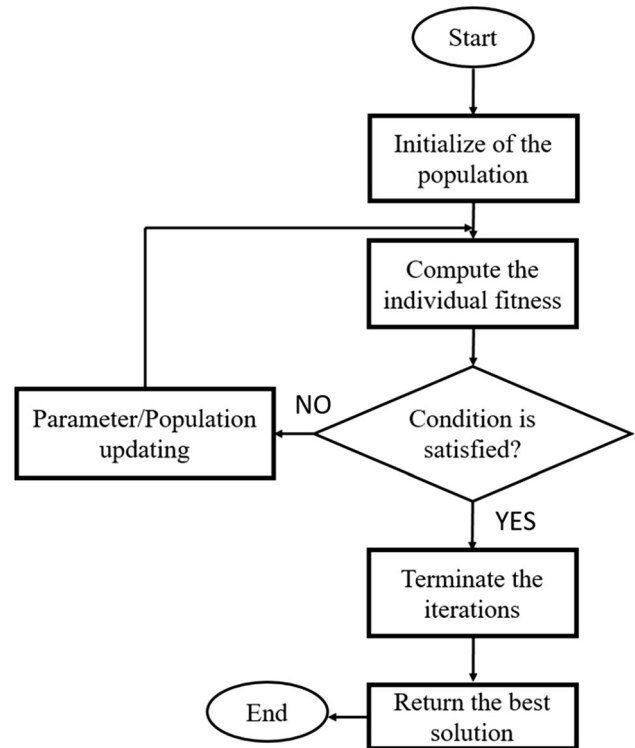 Start
Initialize of the
population
Compute the
individual fitness
Condition is
satisfied?
NO
Parameter/Population
updating
YES
Terminate the
iterations
Return the best
solution
End